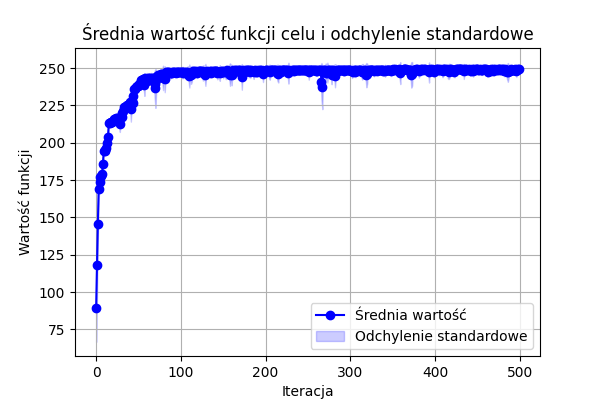 Średnia wartość funkcji celu i odchylenie standardowe
250
225
200
175
150
125
100
75
Wartość funkcji
Średnia wartość
Odchylenie standardowe
0
100
200
300
400
500
Iteracja